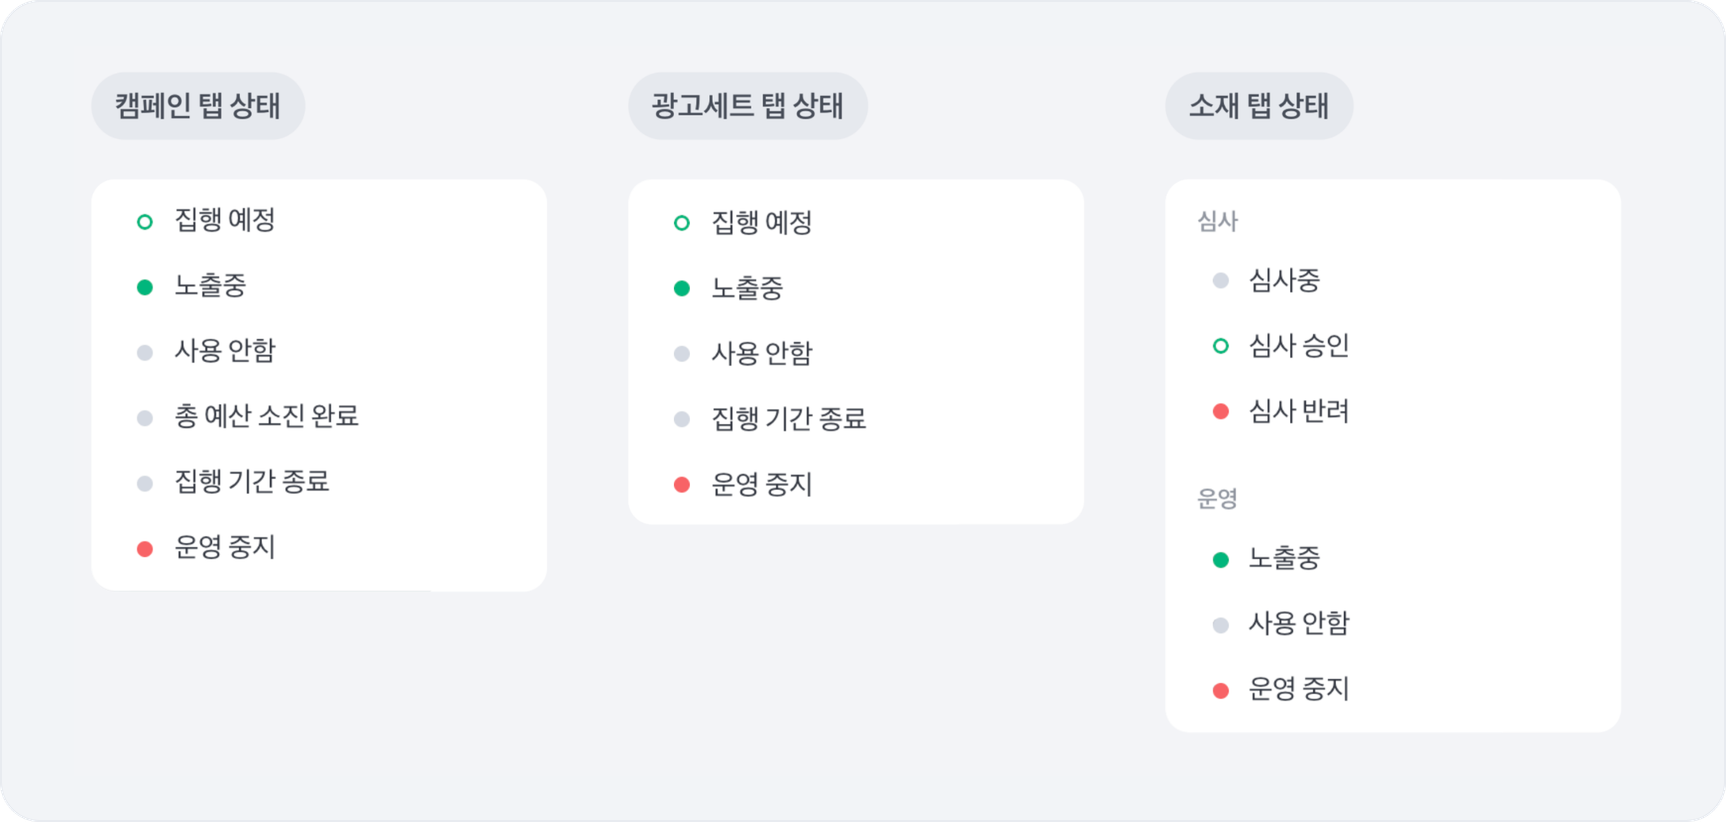 캠페인 탭 상태
집행 예정
노출중
사용 안함
총 예산 소진 완료
집행 기간 종료
운영 중지
광고세트 탭 상태
집행 예정
노출중
사용 안함
집행 기간 종료
운영 중지
소재 탭 상태
심사
심사중
심사 승인
심사 반려
운영
노출중
사용 안함
운영 중지